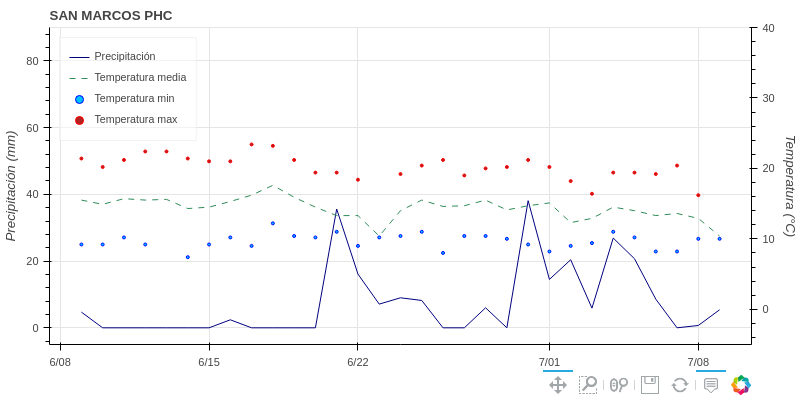 SAN MARCOS PHC
Precipitación
Temperatura media
Temperatura min
Temperatura max
Precipitación (mm)
80
60
40
20
0
Temperatura (°C)
40
30
20
10
0
6/08
6/15
6/22
7/01
7/08